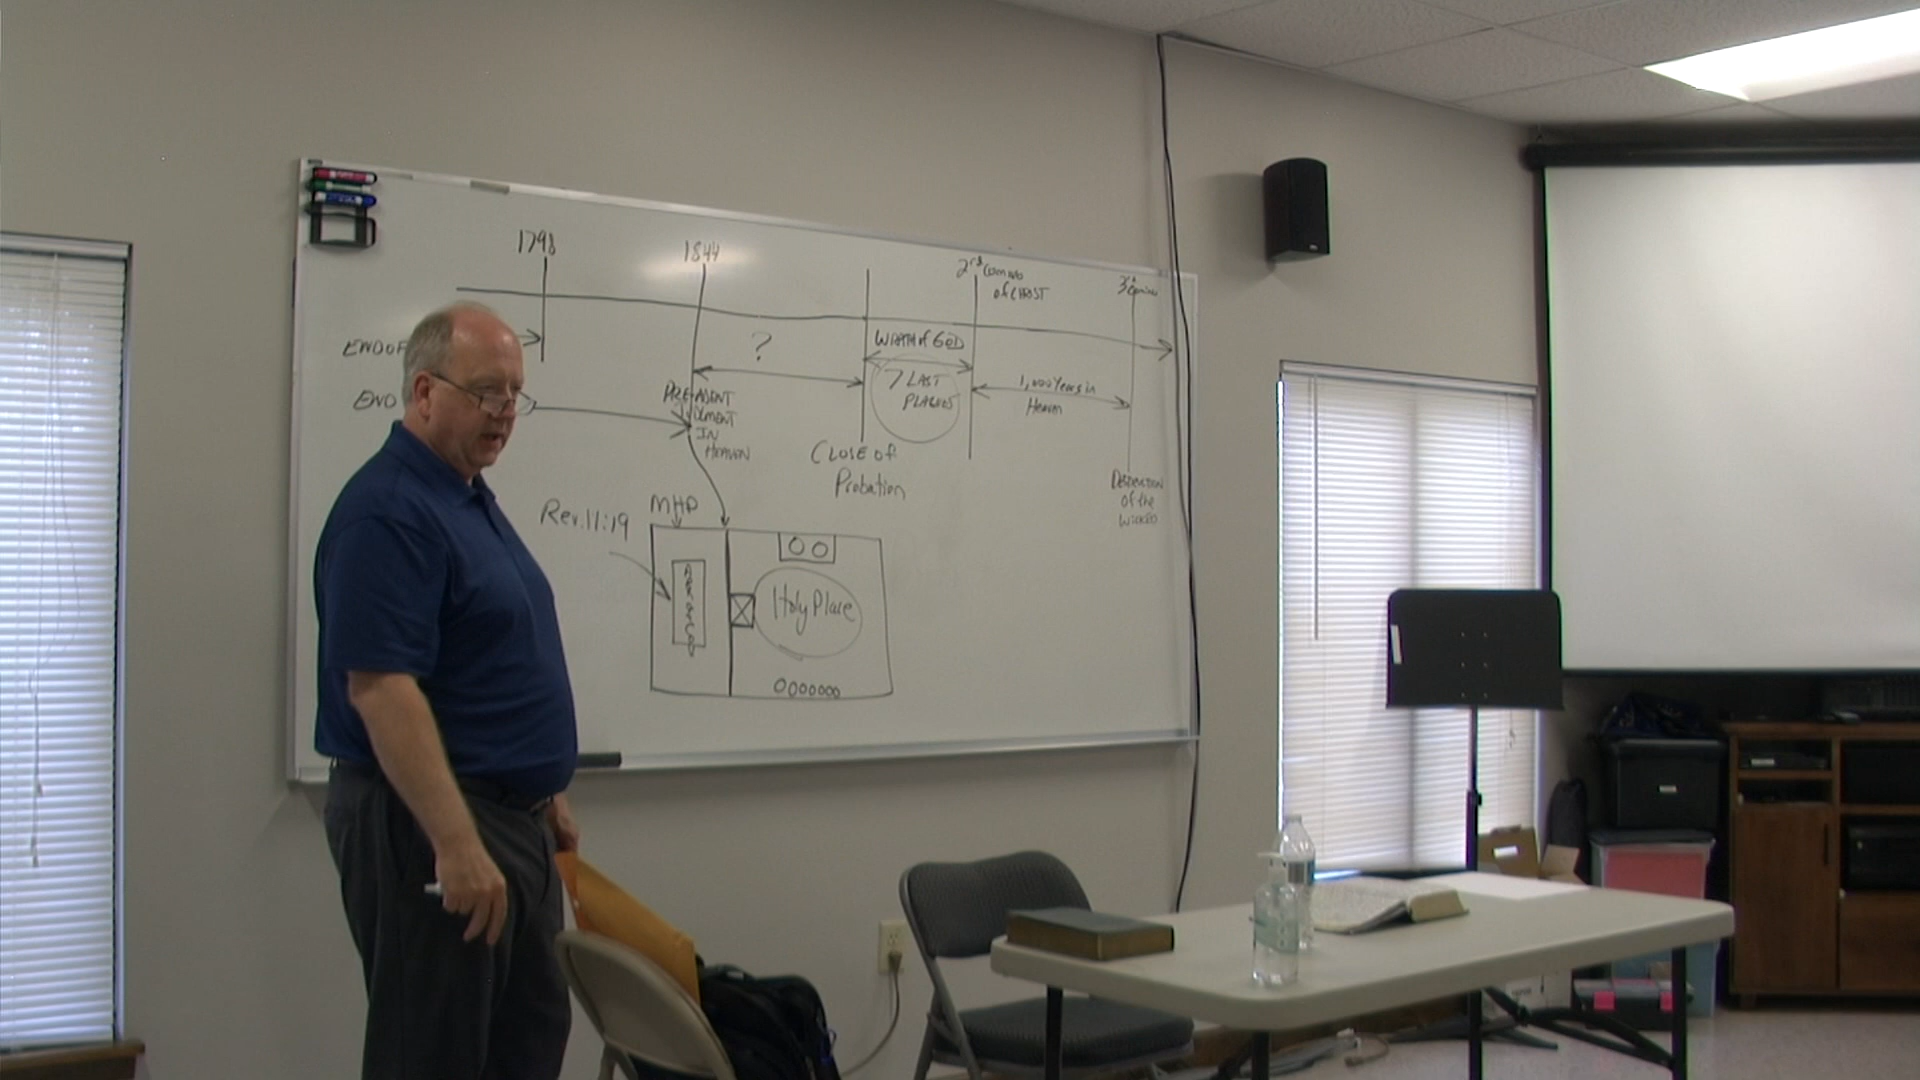 1798
1844
2nd Coming
of CHRIST
3rd Coming
END OF
?
WRATH of GOD
END
7 LAST
PLAGUES
1,000 Years in
Heaven
PRE-ADVENT
JDMENT
IN
HEAVEN
CLOSE OF
Probation
DESTRUCTION
of the
WICKED
Rev. 11:19
MHP
Holy Place